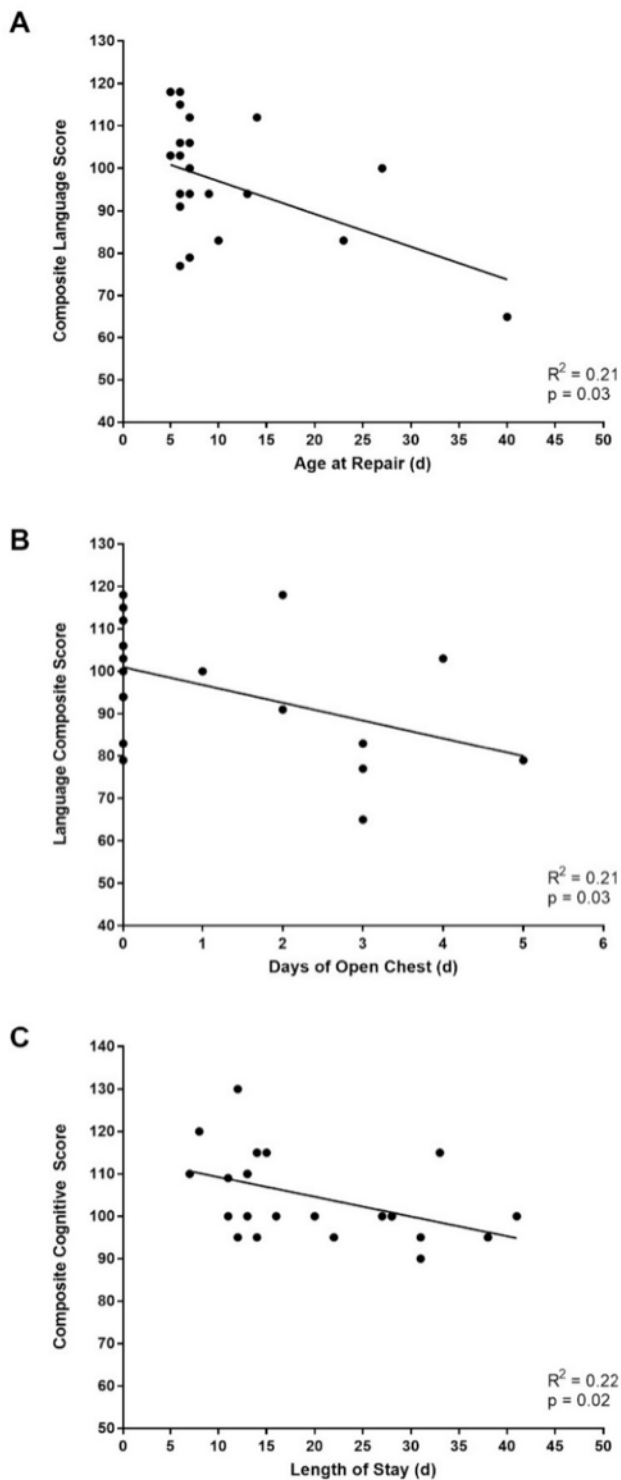 A
130
120
110
100
90
80
70
60
50
40
Composite Language Score
0 5 10 15 20 25 30 35 40 45 50
Age at Repair (d)
R² = 0.21
p = 0.03
B
130
120
110
100
90
80
70
60
50
40
Language Composite Score
0 1 2 3 4 5 6
Days of Open Chest (d)
R² = 0.21
p = 0.03
C
140
130
120
110
100
90
80
70
60
50
Composite Cognitive Score
0 5 10 15 20 25 30 35 40 45 50
Length of Stay (d)
R² = 0.22
p = 0.02